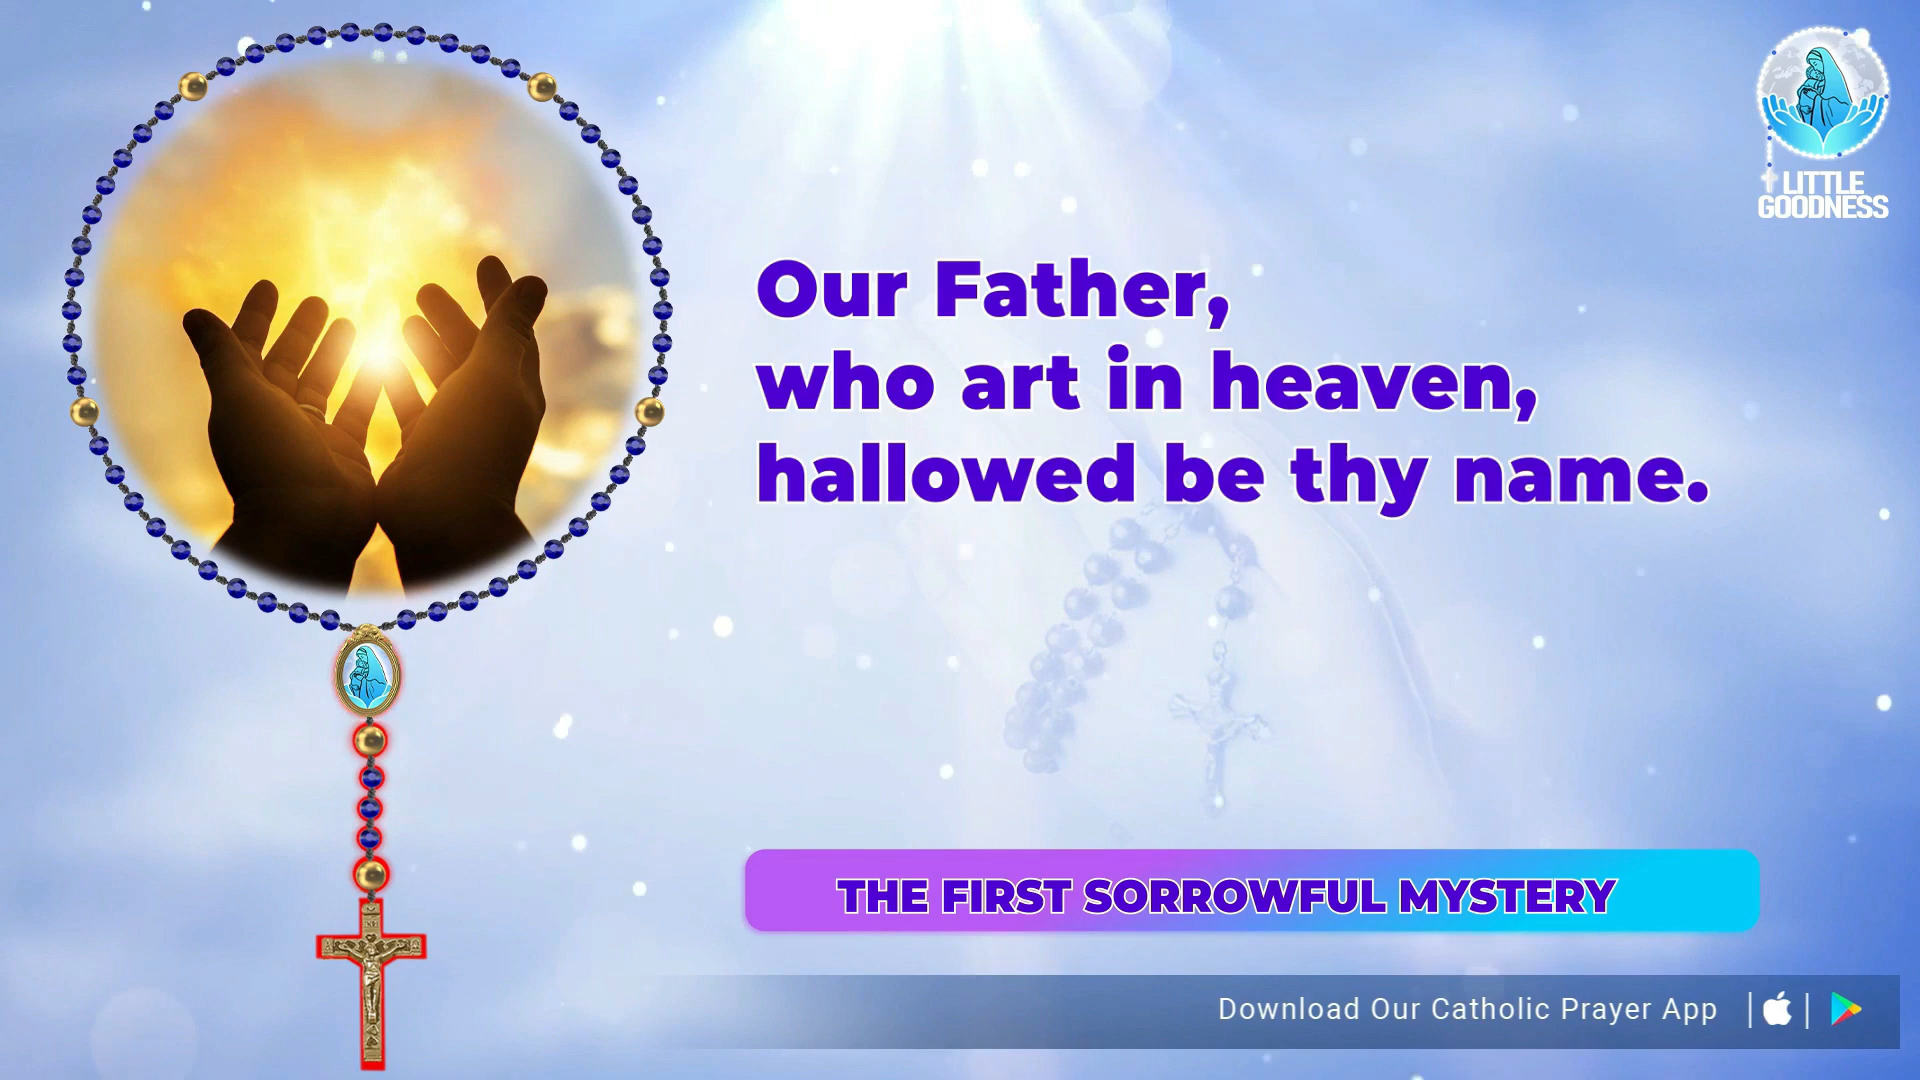 LITTLE
GOODNESS
Our Father,
who art in heaven,
hallowed be thy name.
THE FIRST SORROWFUL MYSTERY
Download Our Catholic Prayer App